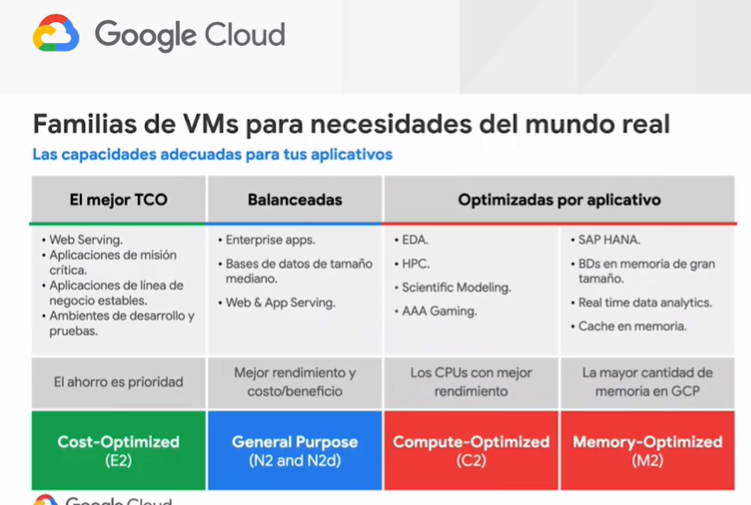 Google Cloud
Familias de VMs para necesidades del mundo real
Las capacidades adecuadas para tus aplicativos
El mejor TCO
Balanceadas
Optimizadas por aplicativo
• Web Serving.
• Aplicaciones de misión
crítica.
• Aplicaciones de línea de
negocio estables.
• Ambientes de desarrollo y
pruebas.
• Enterprise apps.
• Bases de datos de tamaño
mediano.
• Web & App Serving.
• EDA.
• HPC.
• Scientific Modeling.
• AAA Gaming.
• SAP HANA.
• BDs en memoria de gran
tamaño.
• Real time data analytics.
• Cache en memoria.
El ahorro es prioridad
Mejor rendimiento y
costo/beneficio
Los CPUs con mejor
rendimiento
La mayor cantidad de
memoria en GCP
Cost-Optimized
(E2)
General Purpose
(N2 and N2d)
Compute-Optimized
(C2)
Memory-Optimized
(M2)
Google Cloud